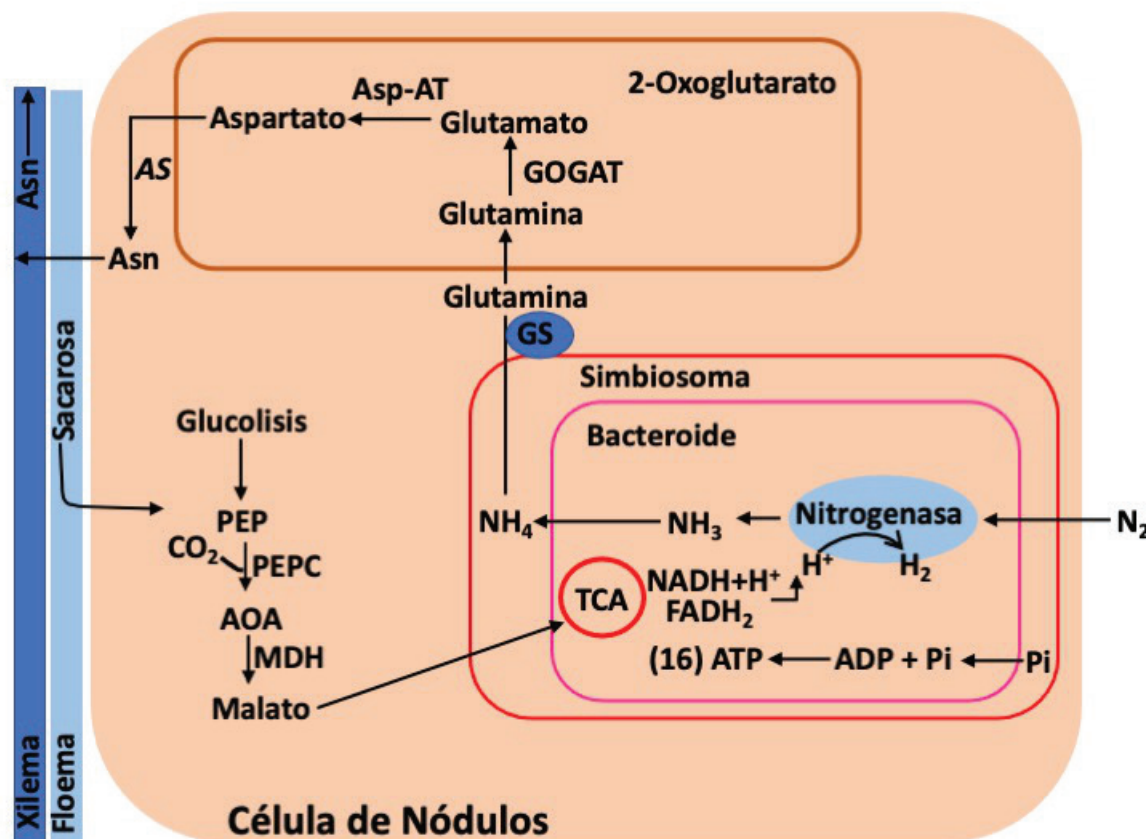 2-Oxoglutarato
Asp-AT
Aspartato
Glutamato
GOGAT
Glutamina
AS
Asn
Asn
Glutamina
GS
Simbiosoma
Bacteroide
Sacarosa
Glucolisis
PEP
CO₂
PEPC
AOA
MDH
Malato
NH₄
NH₃
Nitrogenasa
N₂
H⁺
H₂
TCA
NADH+H⁺
FADH₂
(16) ATP
ADP + Pi
Pi
Xilema
Floema
Célula de Nódulos